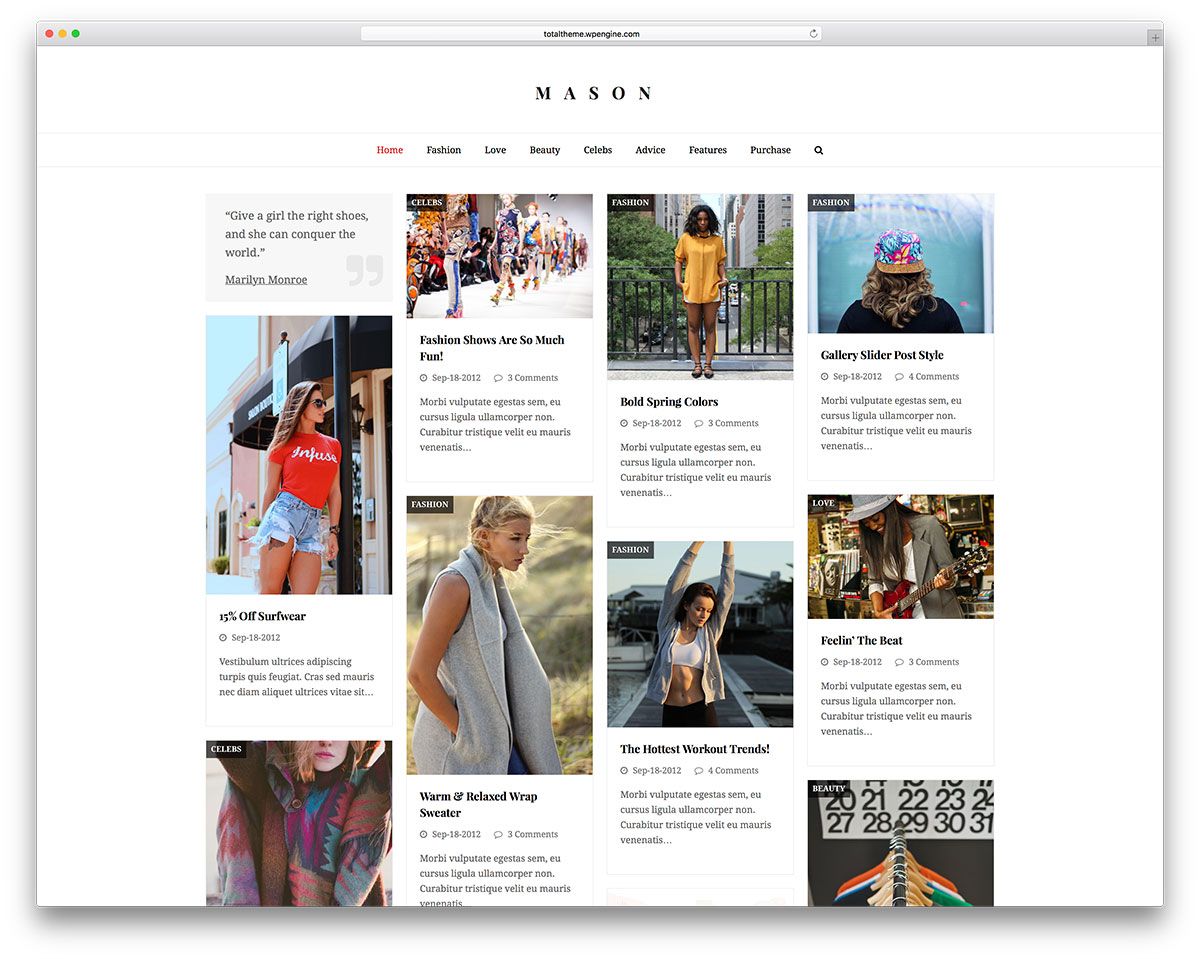 totaltheme.wpengine.com
MASON
Home Fashion Love Beauty Celebs Advice Features Purchase
“Give a girl the right shoes,
and she can conquer the
world.”
Marilyn Monroe
Infuse
15% Off Surfwear
Sep-18-2012
Vestibulum ultrices adipiscing
turpis quis feugiat. Cras sed mauris
nec diam aliquet ultrices vitae sit…
CELEBS
CELEBS
Fashion Shows Are So Much
Fun!
Sep-18-2012 3 Comments
Morbi vulputate egestas sem, eu
cursus ligula ullamcorper non.
Curabitur tristique velit eu mauris
venenatis…
FASHION
Warm & Relaxed Wrap
Sweater
Sep-18-2012 3 Comments
Morbi vulputate egestas sem, eu
cursus ligula ullamcorper non.
Curabitur tristique velit eu mauris
venenatis…
FASHION
Bold Spring Colors
Sep-18-2012 3 Comments
Morbi vulputate egestas sem, eu
cursus ligula ullamcorper non.
Curabitur tristique velit eu mauris
venenatis…
FASHION
The Hottest Workout Trends!
Sep-18-2012 4 Comments
Morbi vulputate egestas sem, eu
cursus ligula ullamcorper non.
Curabitur tristique velit eu mauris
venenatis…
FASHION
Gallery Slider Post Style
Sep-18-2012 4 Comments
Morbi vulputate egestas sem, eu
cursus ligula ullamcorper non.
Curabitur tristique velit eu mauris
venenatis…
LOVE
Feelin’ The Beat
Sep-18-2012 3 Comments
Morbi vulputate egestas sem, eu
cursus ligula ullamcorper non.
Curabitur tristique velit eu mauris
venenatis…
BEAUTY
20 21 22 23 24
27 28 29 30 31